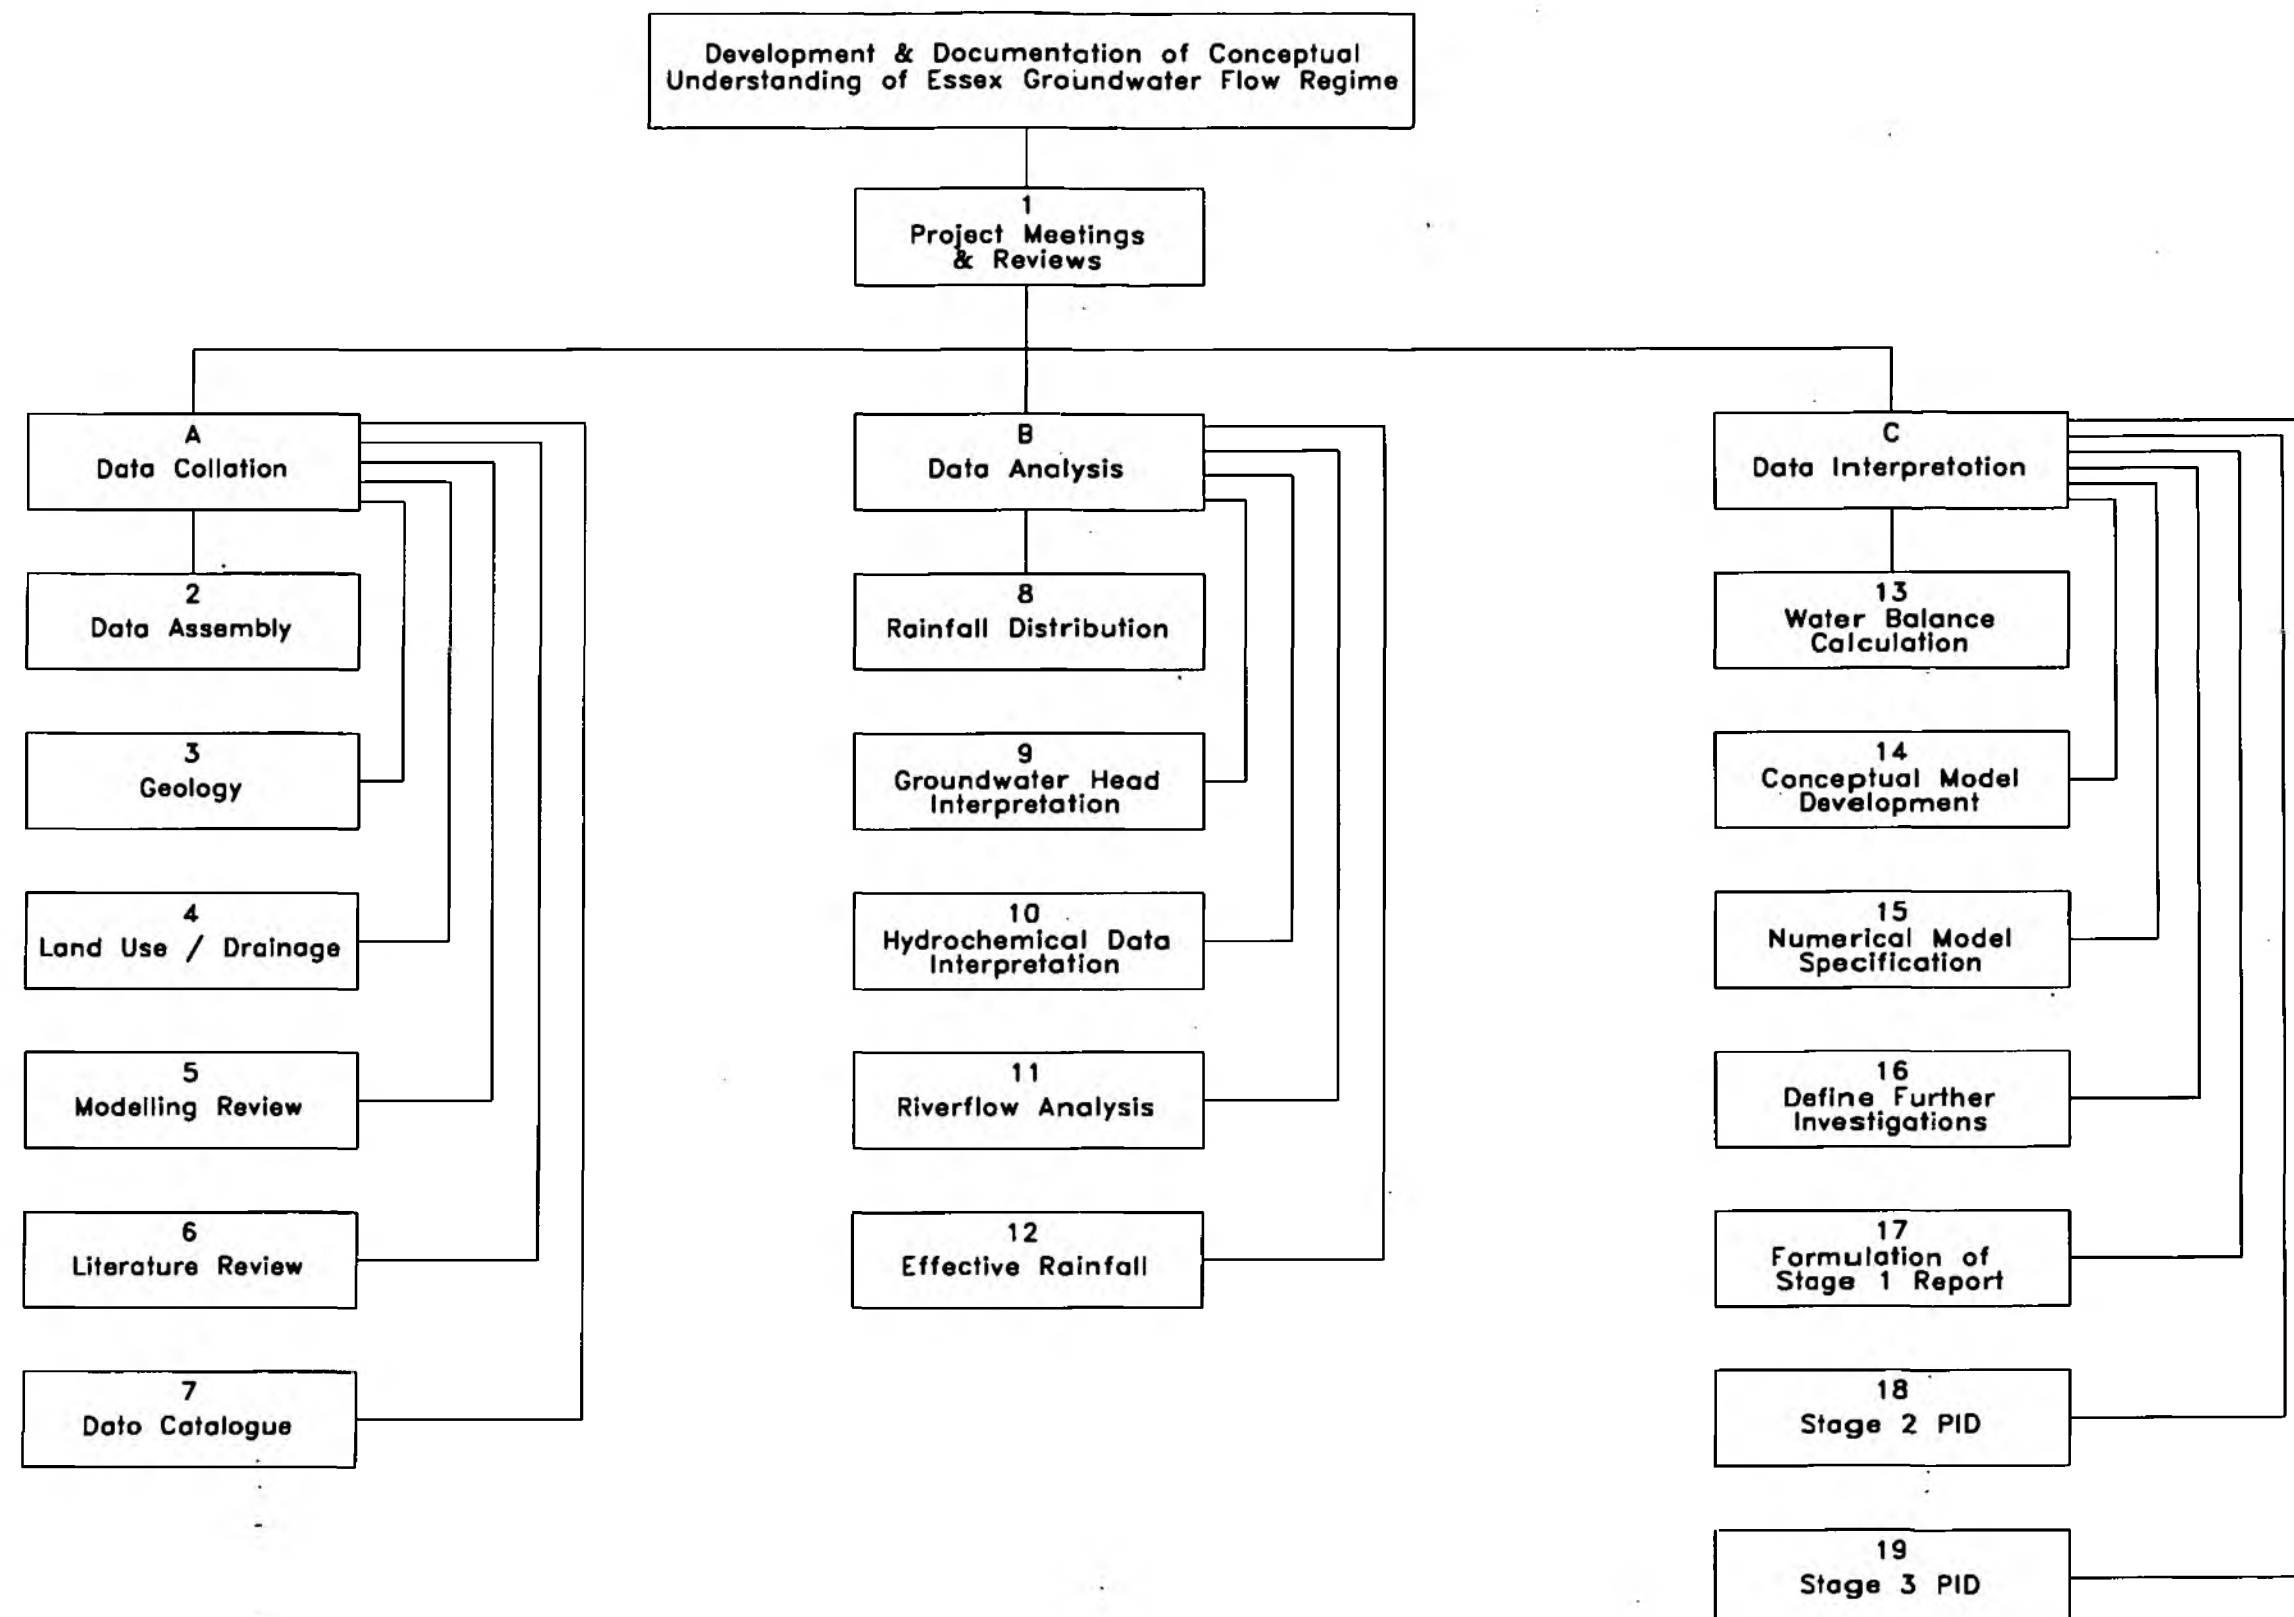 Development & Documentation of Conceptual
Understanding of Essex Groundwater Flow Regime
1
Project Meetings
& Reviews
A
Data Collation
2
Data Assembly
3
Geology
4
Land Use / Drainage
5
Modelling Review
6
Literature Review
7
Data Catalogue
B
Data Analysis
8
Rainfall Distribution
9
Groundwater Head
Interpretation
10
Hydrochemical Data
Interpretation
11
Riverflow Analysis
12
Effective Rainfall
C
Data Interpretation
13
Water Balance
Calculation
14
Conceptual Model
Development
15
Numerical Model
Specification
16
Define Further
Investigations
17
Formulation of
Stage 1 Report
18
Stage 2 PID
19
Stage 3 PID